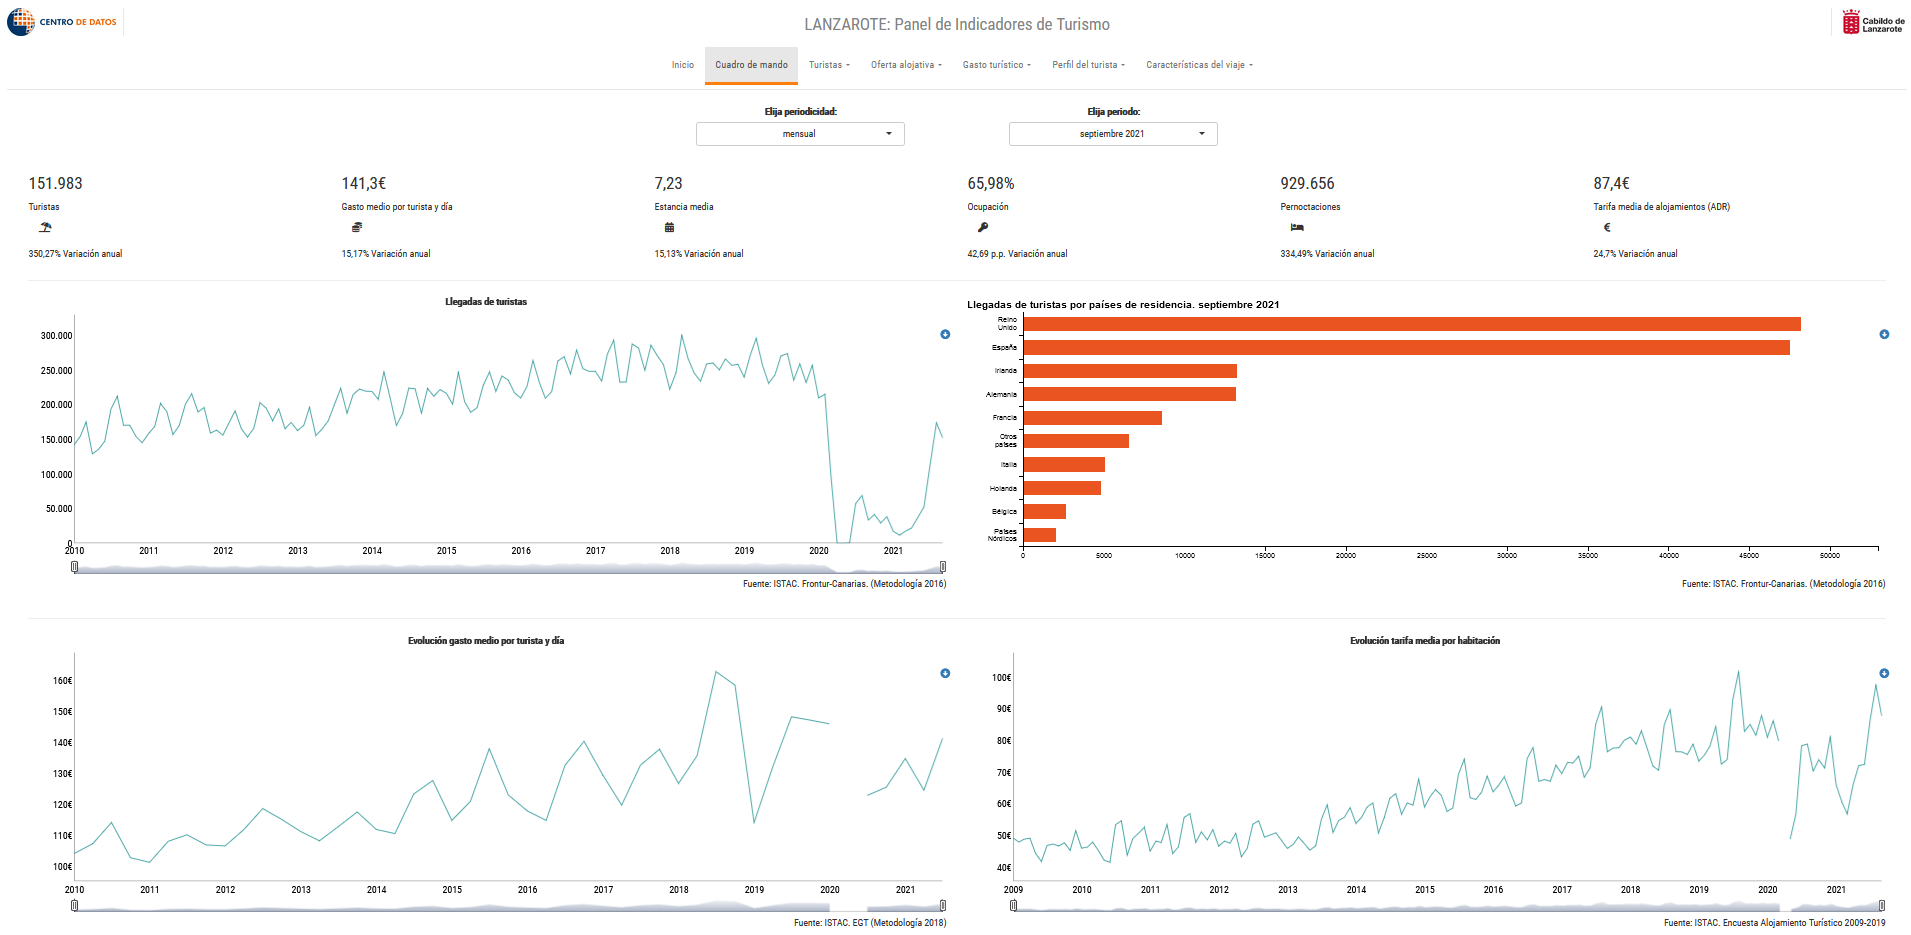 CENTRO DE DATOS
LANZAROTE: Panel de Indicadores de Turismo
Cabildo de
Lanzarote
Inicio
Cuadro de mando
Turistas
Oferta alojativa
Gasto turístico
Perfil del turista
Características del viaje
Elija periodicidad:
mensual
Elija periodo:
septiembre 2021
151.983
Turistas
350,27% Variación anual
141,3€
Gasto medio por turista y día
15,17% Variación anual
7,23
Estancia media
15,13% Variación anual
65,98%
Ocupación
42,69 p.p. Variación anual
929.656
Pernoctaciones
334,49% Variación anual
87,4€
Tarifa media de alojamientos (ADR)
€
24,7% Variación anual
Llegadas de turistas
300.000
250.000
200.000
150.000
100.000
50.000
0
2010 2011 2012 2013 2014 2015 2016 2017 2018 2019 2020 2021
Fuente: ISTAC. Frontur-Canarias. (Metodología 2016)
Llegadas de turistas por países de residencia. septiembre 2021
Reino
Unido
España
Irlanda
Alemania
Francia
Otros
países
Italia
Holanda
Bélgica
Países
Nórdicos
0 5000 10000 15000 20000 25000 30000 35000 40000 45000 50000
Fuente: ISTAC. Frontur-Canarias. (Metodología 2016)
Evolución gasto medio por turista y día
160€
150€
140€
130€
120€
110€
100€
2010 2011 2012 2013 2014 2015 2016 2017 2018 2019 2020 2021
Fuente: ISTAC. EGT (Metodología 2018)
Evolución tarifa media por habitación
100€
90€
80€
70€
60€
50€
40€
2009 2010 2011 2012 2013 2014 2015 2016 2017 2018 2019 2020 2021
Fuente: ISTAC. Encuesta Alojamiento Turístico 2009-2019